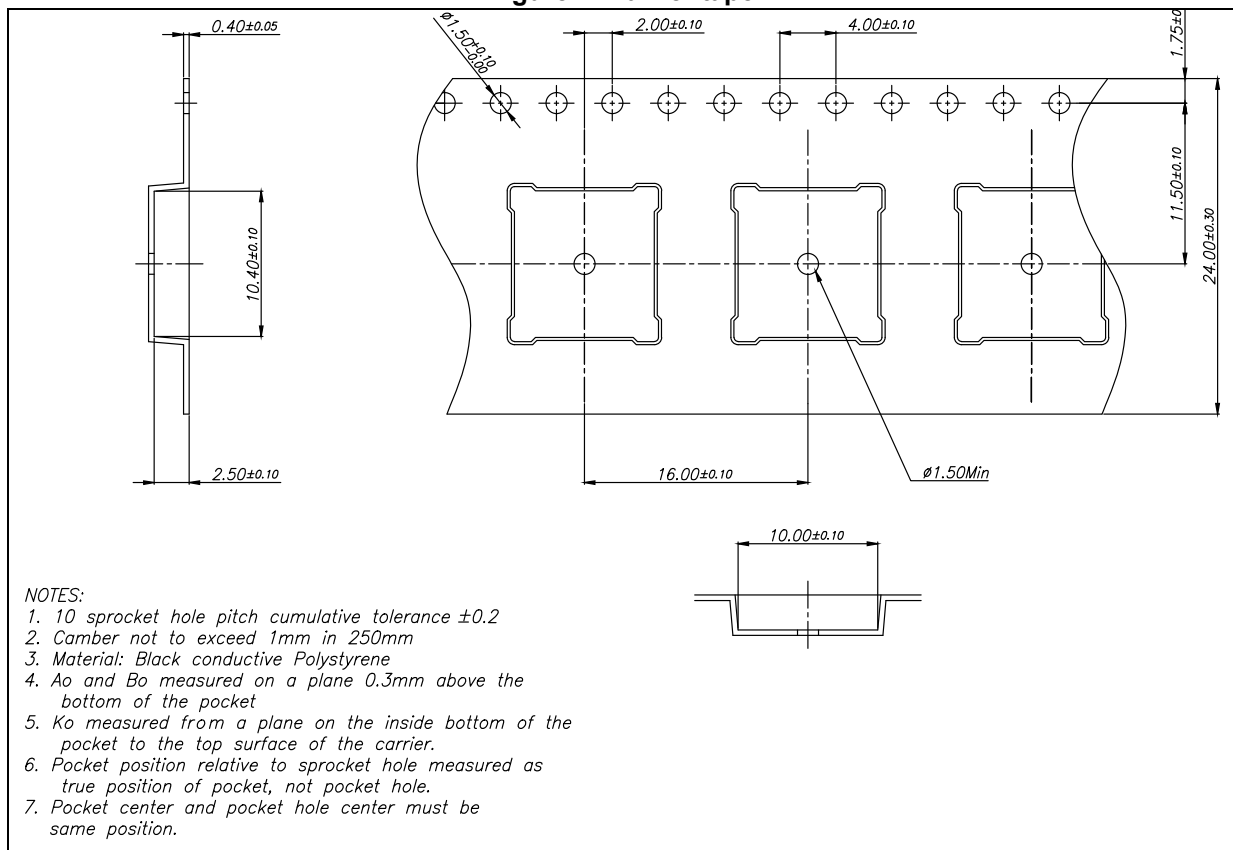 0.40±0.05
ø1.50+0.10
-0.00
2.00±0.10
4.00±0.10
1.75±0
11.50±0.10
24.00±0.30
10.40±0.10
2.50±0.10
16.00±0.10
ø1.50Min
10.00±0.10
NOTES:
1. 10 sprocket hole pitch cumulative tolerance ±0.2
2. Camber not to exceed 1mm in 250mm
3. Material: Black conductive Polystyrene
4. Ao and Bo measured on a plane 0.3mm above the
bottom of the pocket
5. Ko measured from a plane on the inside bottom of the
pocket to the top surface of the carrier.
6. Pocket position relative to sprocket hole measured as
true position of pocket, not pocket hole.
7. Pocket center and pocket hole center must be
same position.